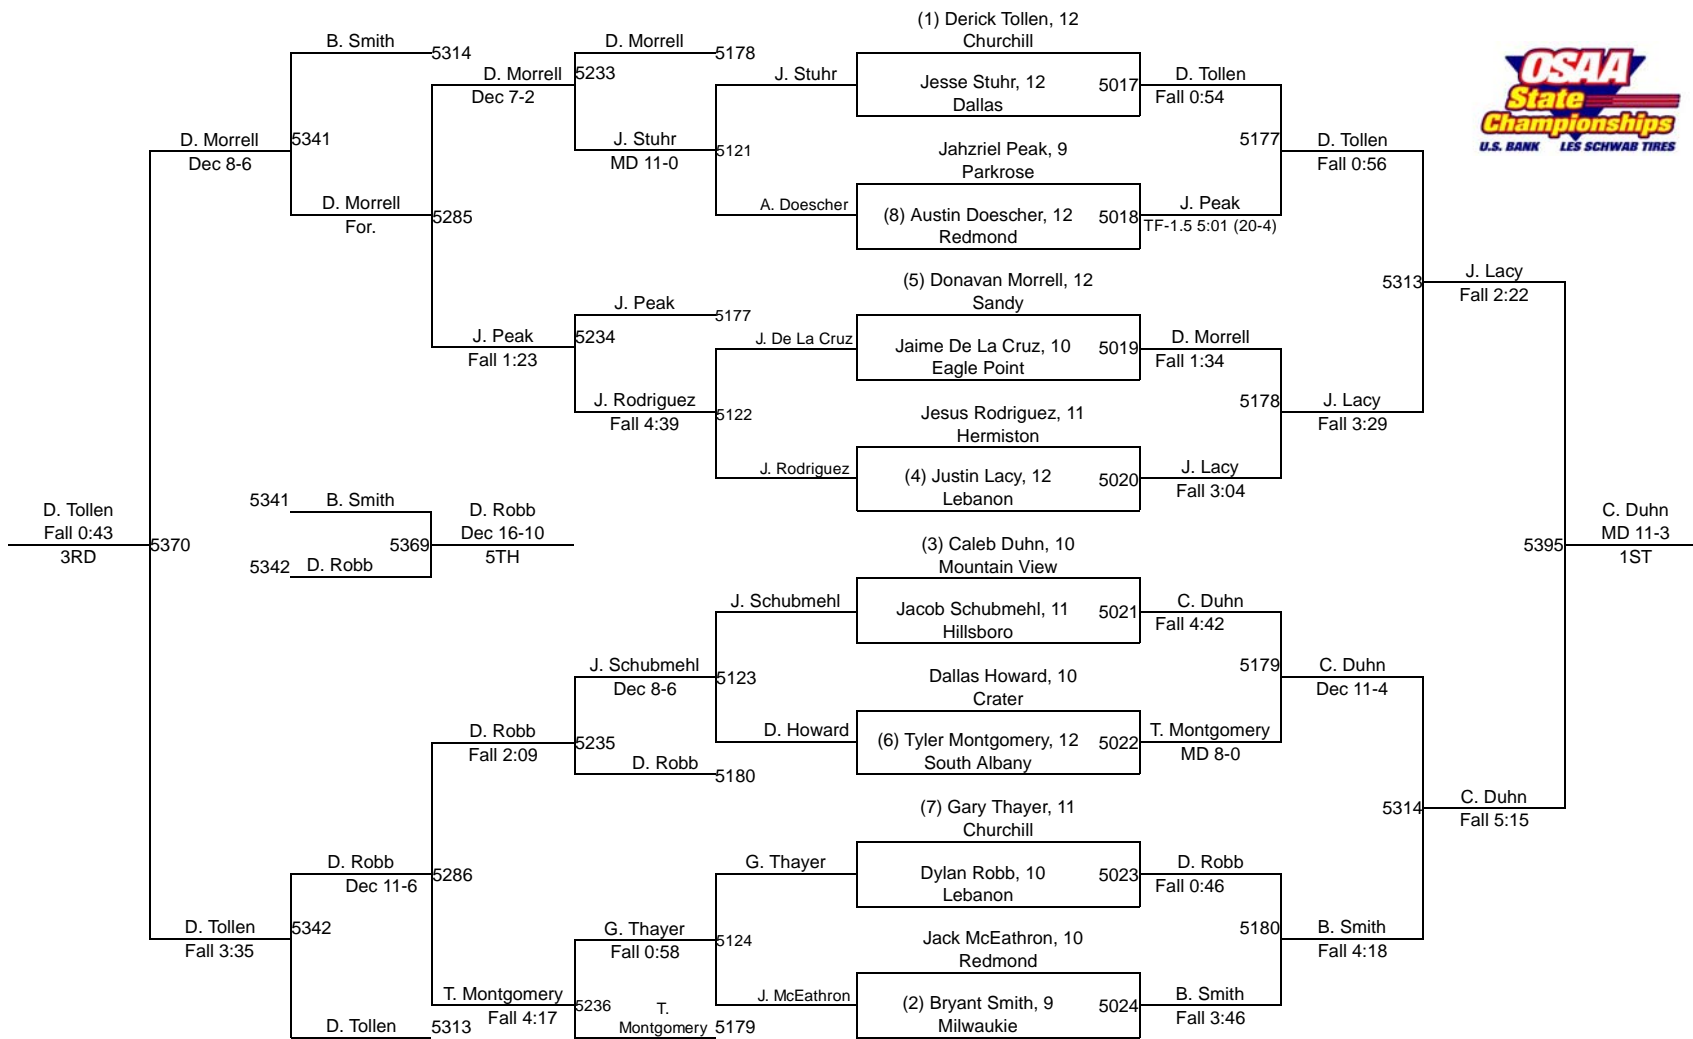 (1) Derick Tollen, 12
Churchill
B. Smith
5314
D. Morrell
5178
D. Morrell
5233
Dec 7-2
J. Stuhr
Jesse Stuhr, 12
Dallas
5017
D. Tollen
Fall 0:54
OSAA
State
Championships
U.S. BANK LES SCHWAB TIRES
D. Morrell
Dec 8-6
5341
J. Stuhr
MD 11-0
5121
Jahzriel Peak, 9
Parkrose
5177
D. Tollen
Fall 0:56
D. Morrell
For.
5285
A. Doescher
(8) Austin Doescher, 12
Redmond
5018
J. Peak
TF-1.5 5:01 (20-4)
(5) Donavan Morrell, 12
Sandy
5313
J. Lacy
Fall 2:22
J. Peak
5177
J. Peak
Fall 1:23
5234
J. De La Cruz
Jaime De La Cruz, 10
Eagle Point
5019
D. Morrell
Fall 1:34
J. Rodriguez
Fall 4:39
5122
Jesus Rodriguez, 11
Hermiston
5178
J. Lacy
Fall 3:29
J. Rodriguez
(4) Justin Lacy, 12
Lebanon
5020
J. Lacy
Fall 3:04
D. Tollen
Fall 0:43
3RD
5370
5341
B. Smith
5342
D. Robb
5369
D. Robb
Dec 16-10
5TH
(3) Caleb Duhn, 10
Mountain View
5395
C. Duhn
MD 11-3
1ST
J. Schubmehl
Jacob Schubmehl, 11
Hillsboro
5021
C. Duhn
Fall 4:42
J. Schubmehl
Dec 8-6
5123
Dallas Howard, 10
Crater
5179
C. Duhn
Dec 11-4
D. Robb
Fall 2:09
5235
D. Howard
(6) Tyler Montgomery, 12
South Albany
5022
T. Montgomery
MD 8-0
D. Robb
5180
(7) Gary Thayer, 11
Churchill
5314
C. Duhn
Fall 5:15
D. Robb
Dec 11-6
5286
G. Thayer
Dylan Robb, 10
Lebanon
5023
D. Robb
Fall 0:46
D. Tollen
Fall 3:35
5342
G. Thayer
Fall 0:58
5124
Jack McEathron, 10
Redmond
5180
B. Smith
Fall 4:18
T. Montgomery
Fall 4:17
5236
J. McEathron
(2) Bryant Smith, 9
Milwaukie
5024
B. Smith
Fall 3:46
D. Tollen
5313
T.
Montgomery
5179